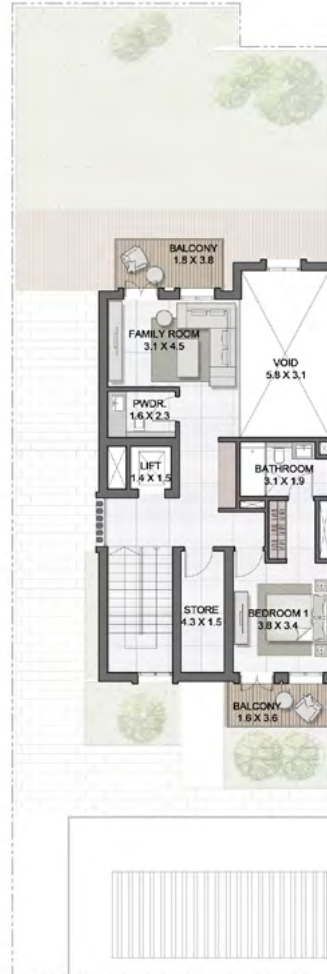 BALCONY
1.8 X 3.8
FAMILY ROOM
3.1 X 4.5
VOID
5.8 X 3.1
PWDR.
1.6 X 2.3
LIFT
1.4 X 1.5
BATHROOM
3.1 X 1.9
STORE
4.3 X 1.5
BEDROOM 1
3.8 X 3.4
BALCONY
1.6 X 3.6